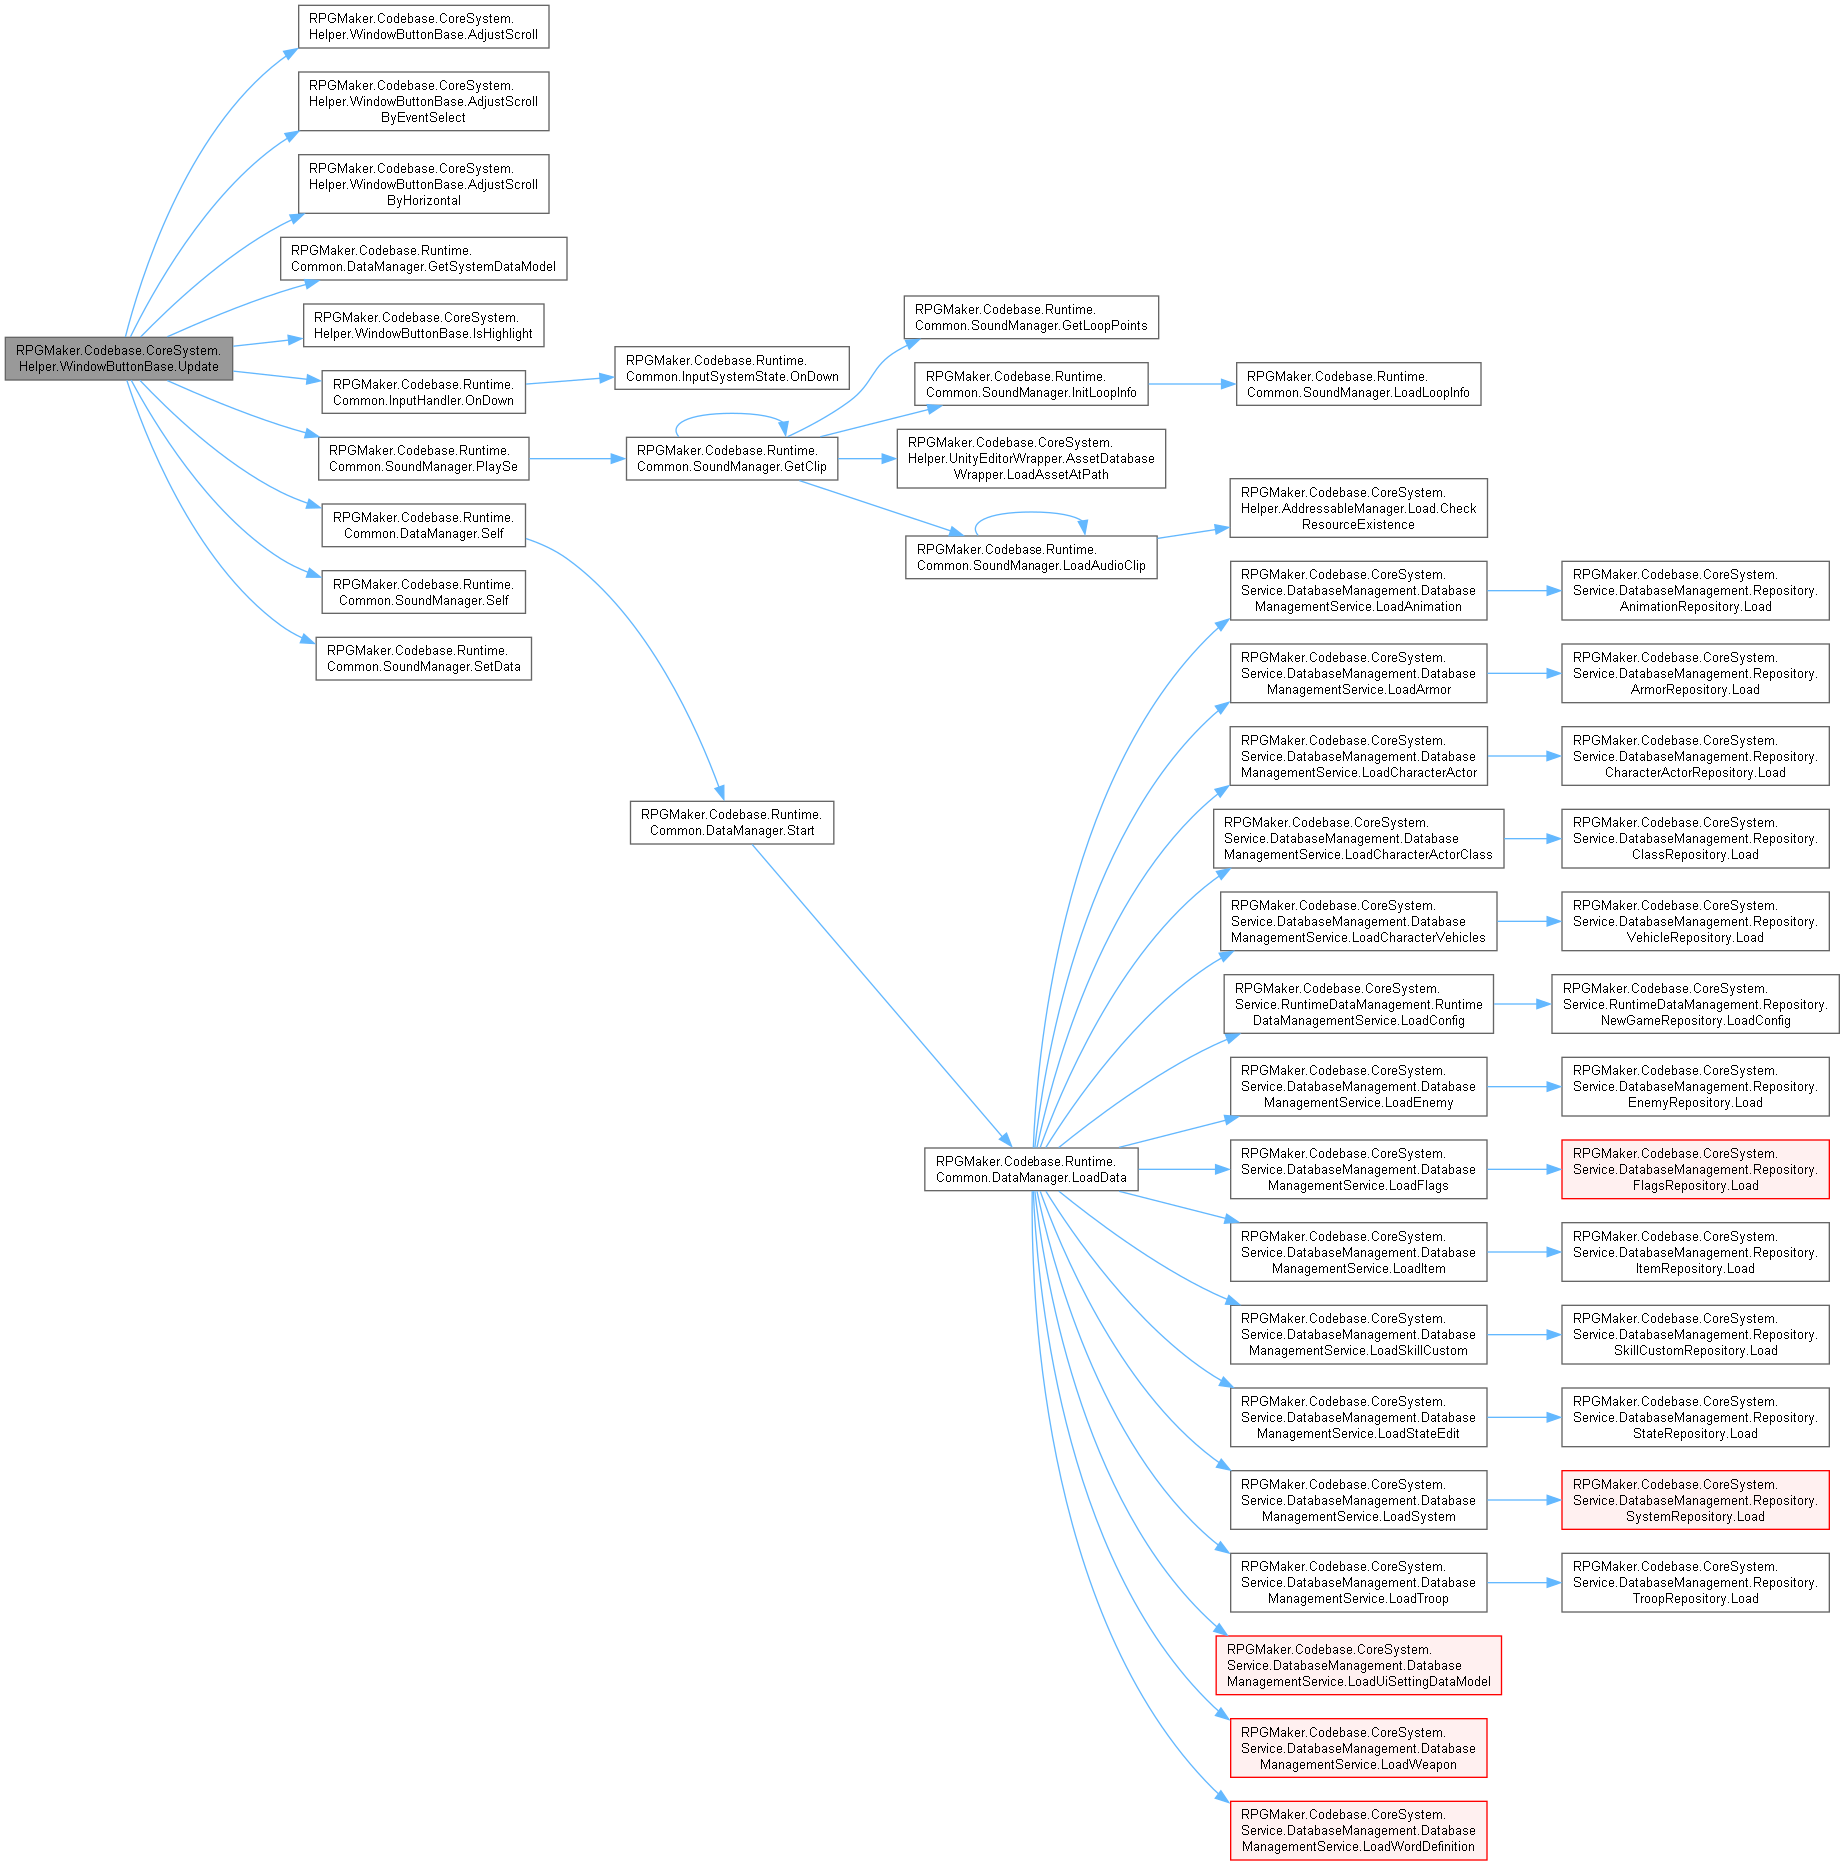 RPGMaker.Codebase.CoreSystem.
Helper.WindowButtonBase.Update
RPGMaker.Codebase.CoreSystem.
Helper.WindowButtonBase.AdjustScroll
RPGMaker.Codebase.CoreSystem.
Helper.WindowButtonBase.AdjustScroll
ByEventSelect
RPGMaker.Codebase.CoreSystem.
Helper.WindowButtonBase.AdjustScroll
ByHorizontal
RPGMaker.Codebase.Runtime.
Common.DataManager.GetSystemDataModel
RPGMaker.Codebase.CoreSystem.
Helper.WindowButtonBase.IsHighlight
RPGMaker.Codebase.Runtime.
Common.InputHandler.OnDown
RPGMaker.Codebase.Runtime.
Common.SoundManager.PlaySe
RPGMaker.Codebase.Runtime.
Common.DataManager.Self
RPGMaker.Codebase.Runtime.
Common.SoundManager.Self
RPGMaker.Codebase.Runtime.
Common.SoundManager.SetData
RPGMaker.Codebase.Runtime.
Common.InputSystemState.OnDown
RPGMaker.Codebase.Runtime.
Common.SoundManager.GetClip
RPGMaker.Codebase.Runtime.
Common.DataManager.Start
RPGMaker.Codebase.Runtime.
Common.SoundManager.GetLoopPoints
RPGMaker.Codebase.Runtime.
Common.SoundManager.InitLoopInfo
RPGMaker.Codebase.CoreSystem.
Helper.UnityEditorWrapper.AssetDatabase
Wrapper.LoadAssetAtPath
RPGMaker.Codebase.Runtime.
Common.SoundManager.LoadAudioClip
RPGMaker.Codebase.Runtime.
Common.DataManager.LoadData
RPGMaker.Codebase.Runtime.
Common.SoundManager.LoadLoopInfo
RPGMaker.Codebase.CoreSystem.
Helper.AddressableManager.Load.Check
ResourceExistence
RPGMaker.Codebase.CoreSystem.
Service.DatabaseManagement.Database
ManagementService.LoadAnimation
RPGMaker.Codebase.CoreSystem.
Service.DatabaseManagement.Repository.
AnimationRepository.Load
RPGMaker.Codebase.CoreSystem.
Service.DatabaseManagement.Database
ManagementService.LoadArmor
RPGMaker.Codebase.CoreSystem.
Service.DatabaseManagement.Repository.
ArmorRepository.Load
RPGMaker.Codebase.CoreSystem.
Service.DatabaseManagement.Database
ManagementService.LoadCharacterActor
RPGMaker.Codebase.CoreSystem.
Service.DatabaseManagement.Repository.
CharacterActorRepository.Load
RPGMaker.Codebase.CoreSystem.
Service.DatabaseManagement.Database
ManagementService.LoadCharacterActorClass
RPGMaker.Codebase.CoreSystem.
Service.DatabaseManagement.Repository.
ClassRepository.Load
RPGMaker.Codebase.CoreSystem.
Service.DatabaseManagement.Database
ManagementService.LoadCharacterVehicles
RPGMaker.Codebase.CoreSystem.
Service.DatabaseManagement.Repository.
VehicleRepository.Load
RPGMaker.Codebase.CoreSystem.
Service.RuntimeDataManagement.Runtime
DataManagementService.LoadConfig
RPGMaker.Codebase.CoreSystem.
Service.RuntimeDataManagement.Repository.
NewGameRepository.LoadConfig
RPGMaker.Codebase.CoreSystem.
Service.DatabaseManagement.Database
ManagementService.LoadEnemy
RPGMaker.Codebase.CoreSystem.
Service.DatabaseManagement.Repository.
EnemyRepository.Load
RPGMaker.Codebase.CoreSystem.
Service.DatabaseManagement.Database
ManagementService.LoadFlags
RPGMaker.Codebase.CoreSystem.
Service.DatabaseManagement.Repository.
FlagsRepository.Load
RPGMaker.Codebase.CoreSystem.
Service.DatabaseManagement.Database
ManagementService.LoadItem
RPGMaker.Codebase.CoreSystem.
Service.DatabaseManagement.Repository.
ItemRepository.Load
RPGMaker.Codebase.CoreSystem.
Service.DatabaseManagement.Database
ManagementService.LoadSkillCustom
RPGMaker.Codebase.CoreSystem.
Service.DatabaseManagement.Repository.
SkillCustomRepository.Load
RPGMaker.Codebase.CoreSystem.
Service.DatabaseManagement.Database
ManagementService.LoadStateEdit
RPGMaker.Codebase.CoreSystem.
Service.DatabaseManagement.Repository.
StateRepository.Load
RPGMaker.Codebase.CoreSystem.
Service.DatabaseManagement.Database
ManagementService.LoadSystem
RPGMaker.Codebase.CoreSystem.
Service.DatabaseManagement.Repository.
SystemRepository.Load
RPGMaker.Codebase.CoreSystem.
Service.DatabaseManagement.Database
ManagementService.LoadTroop
RPGMaker.Codebase.CoreSystem.
Service.DatabaseManagement.Repository.
TroopRepository.Load
RPGMaker.Codebase.CoreSystem.
Service.DatabaseManagement.Database
ManagementService.LoadUiSettingDataModel
RPGMaker.Codebase.CoreSystem.
Service.DatabaseManagement.Database
ManagementService.LoadWeapon
RPGMaker.Codebase.CoreSystem.
Service.DatabaseManagement.Database
ManagementService.LoadWordDefinition